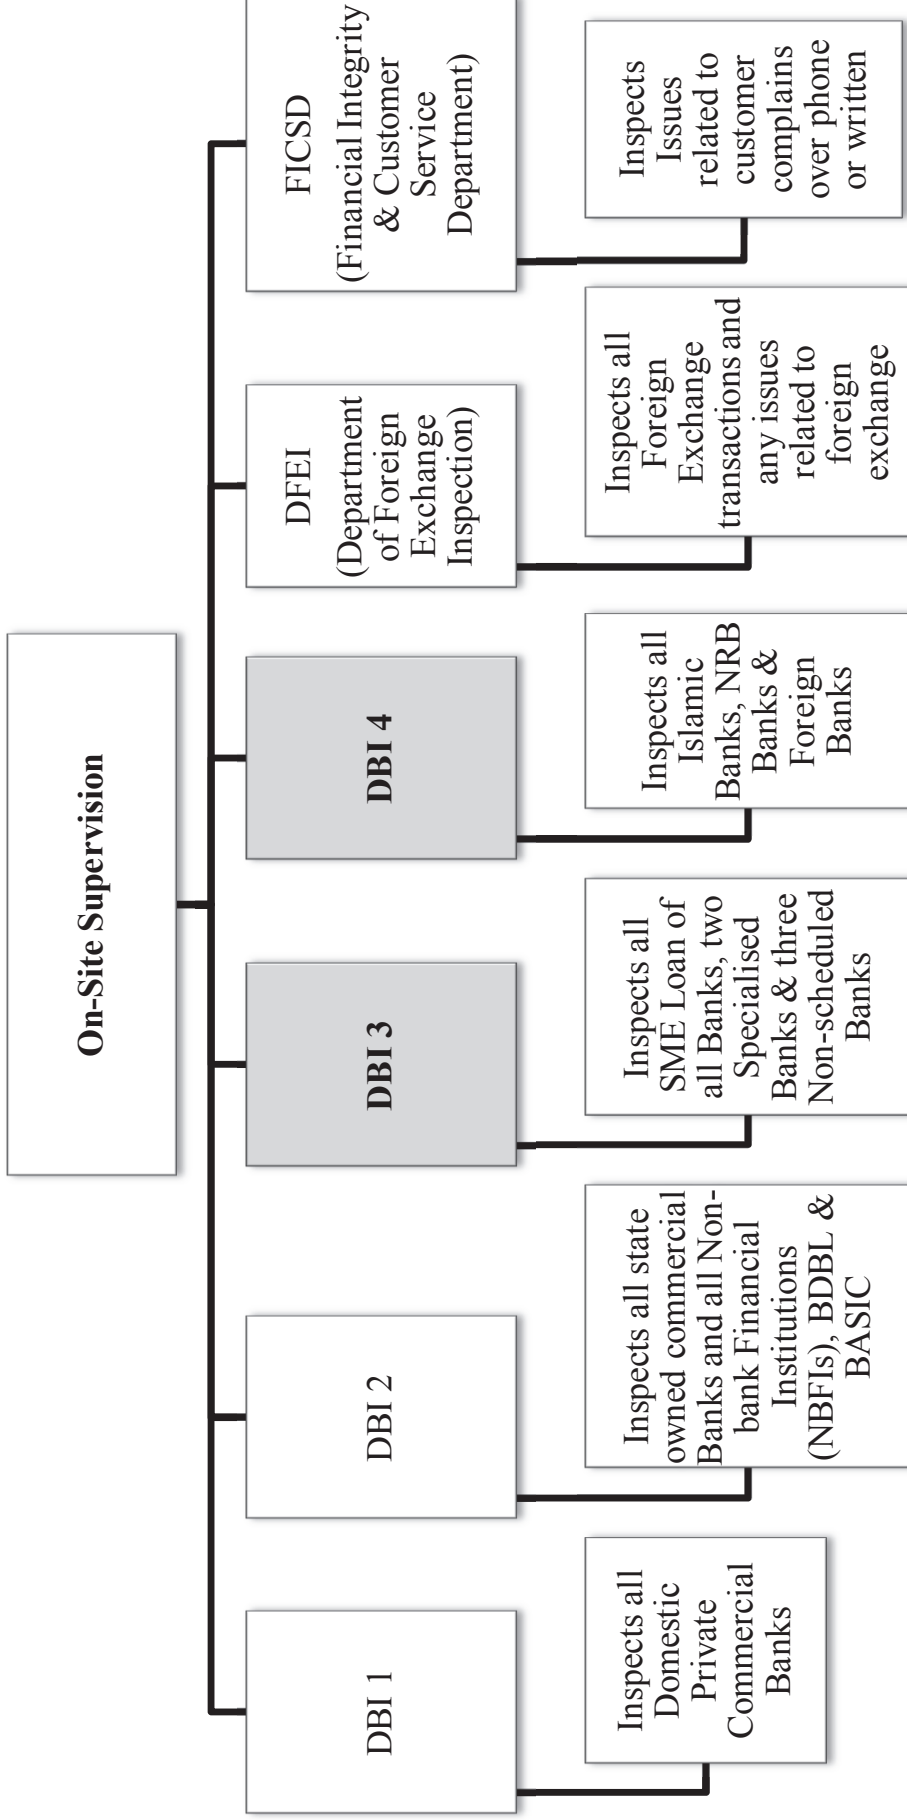 On-Site Supervision
DBI 1
Inspects all
Domestic
Private
Commercial
Banks
DBI 2
Inspects all state
owned commercial
Banks and all Non-
bank Financial
Institutions
(NBFIs), BDBL &
BASIC
DBI 3
Inspects all
SME Loan of
all Banks, two
Specialised
Banks & three
Non-scheduled
Banks
DBI 4
Inspects all
Islamic
Banks, NRB
Banks &
Foreign
Banks
DFEI
(Department
of Foreign
Exchange
Inspection)
Inspects all
Foreign
Exchange
transactions and
any issues
related to
foreign
exchange
FICSD
(Financial Integrity
& Customer
Service
Department)
Inspects
Issues
related to
customer
complains
over phone
or written